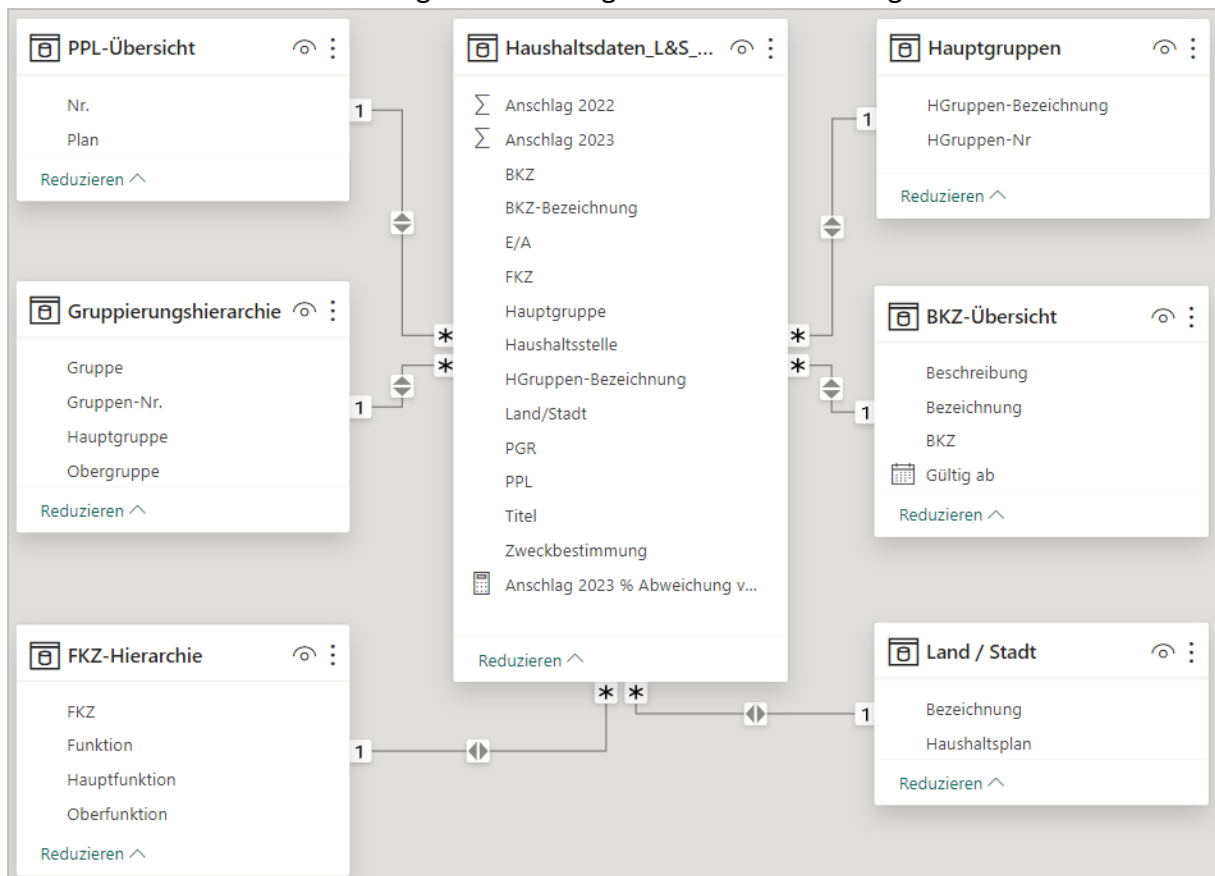 PPL-Übersicht
Nr.
Plan
Reduzieren
Gruppierungshierarchie
Gruppe
Gruppen-Nr.
Hauptgruppe
Obergruppe
Reduzieren
FKZ-Hierarchie
FKZ
Funktion
Hauptfunktion
Oberfunktion
Reduzieren
Haushaltsdaten_L&S_...
Σ Anschlag 2022
Σ Anschlag 2023
BKZ
BKZ-Bezeichnung
E/A
FKZ
Hauptgruppe
Haushaltsstelle
HGruppen-Bezeichnung
Land/Stadt
PGR
PPL
Titel
Zweckbestimmung
Anschlag 2023 % Abweichung v...
Reduzieren
Hauptgruppen
HGruppen-Bezeichnung
HGruppen-Nr
Reduzieren
BKZ-Übersicht
Beschreibung
Bezeichnung
BKZ
Gültig ab
Reduzieren
Land / Stadt
Bezeichnung
Haushaltsplan
Reduzieren
1
*
1
*
1
*
1
*
1
*
1
*